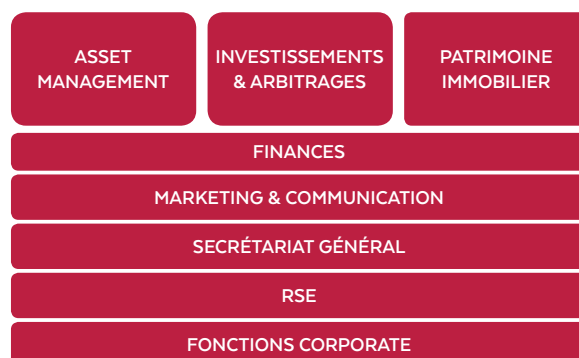 ASSET
MANAGEMENT
INVESTISSEMENTS
& ARBITRAGES
PATRIMOINE
IMMOBILIER
FINANCES
MARKETING & COMMUNICATION
SECRÉTARIAT GÉNÉRAL
RSE
FONCTIONS CORPORATE